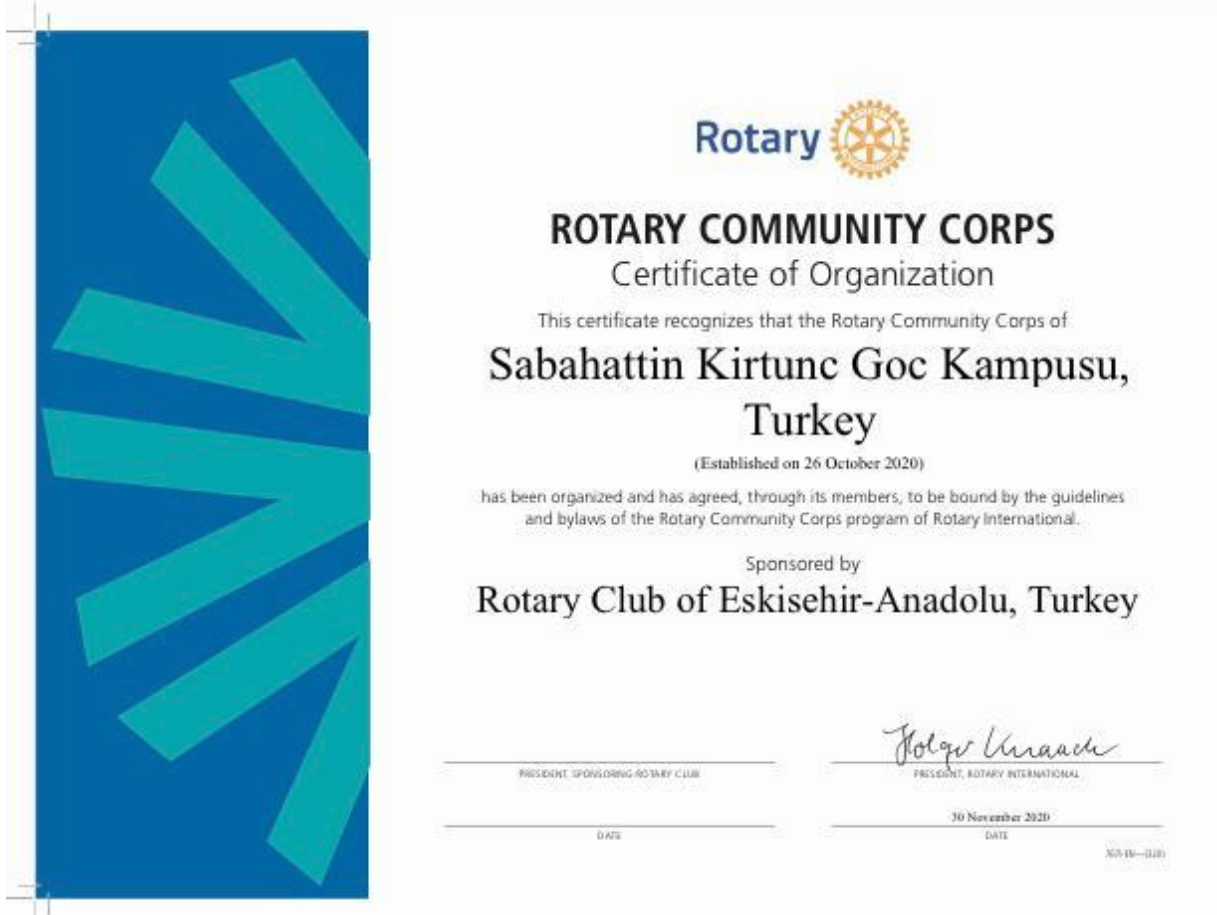 Rotary
ROTARY COMMUNITY CORPS
Certificate of Organization
This certificate recognizes that the Rotary Community Corps of
Sabahattin Kirtunc Goc Kampusu,
Turkey
(Established on 26 October 2020)
has been organized and has agreed, through its members, to be bound by the guidelines
and bylaws of the Rotary Community Corps program of Rotary International.
Sponsored by
Rotary Club of Eskisehir-Anadolu, Turkey
Holger Knaack
PRESIDENT, SPONSORING ROTARY CLUB
PRESIDENT, ROTARY INTERNATIONAL
30 November 2020
DATE
DATE